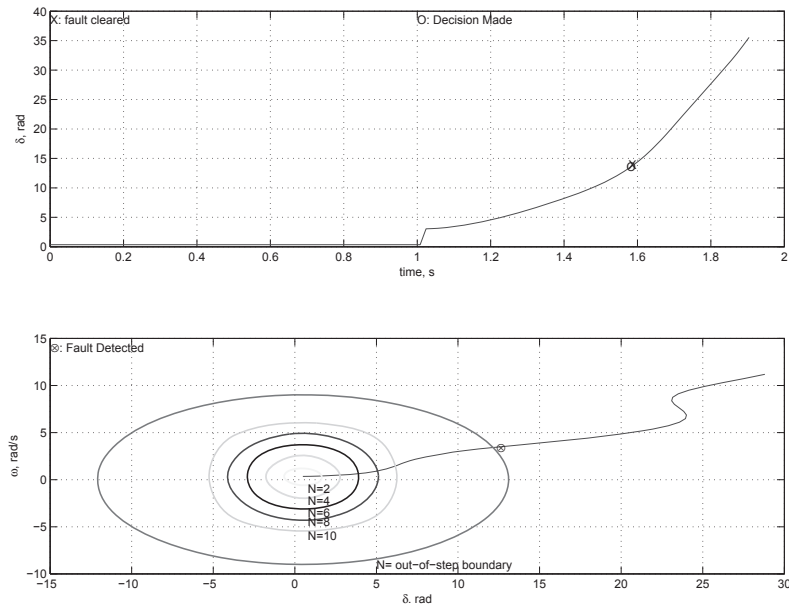 X: fault cleared O: Decision Made
40
35
30
25
20
15
10
5
0
δ, rad
0 0.2 0.4 0.6 0.8 1 1.2 1.4 1.6 1.8 2
time, s
X
O
⊗: Fault Detected
15
10
5
0
−5
−10
ω, rad/s
N=2
N=4
N=6
N=8
N=10
N= out−of−step boundary
−15 −10 −5 0 5 10 15 20 25 30
δ, rad